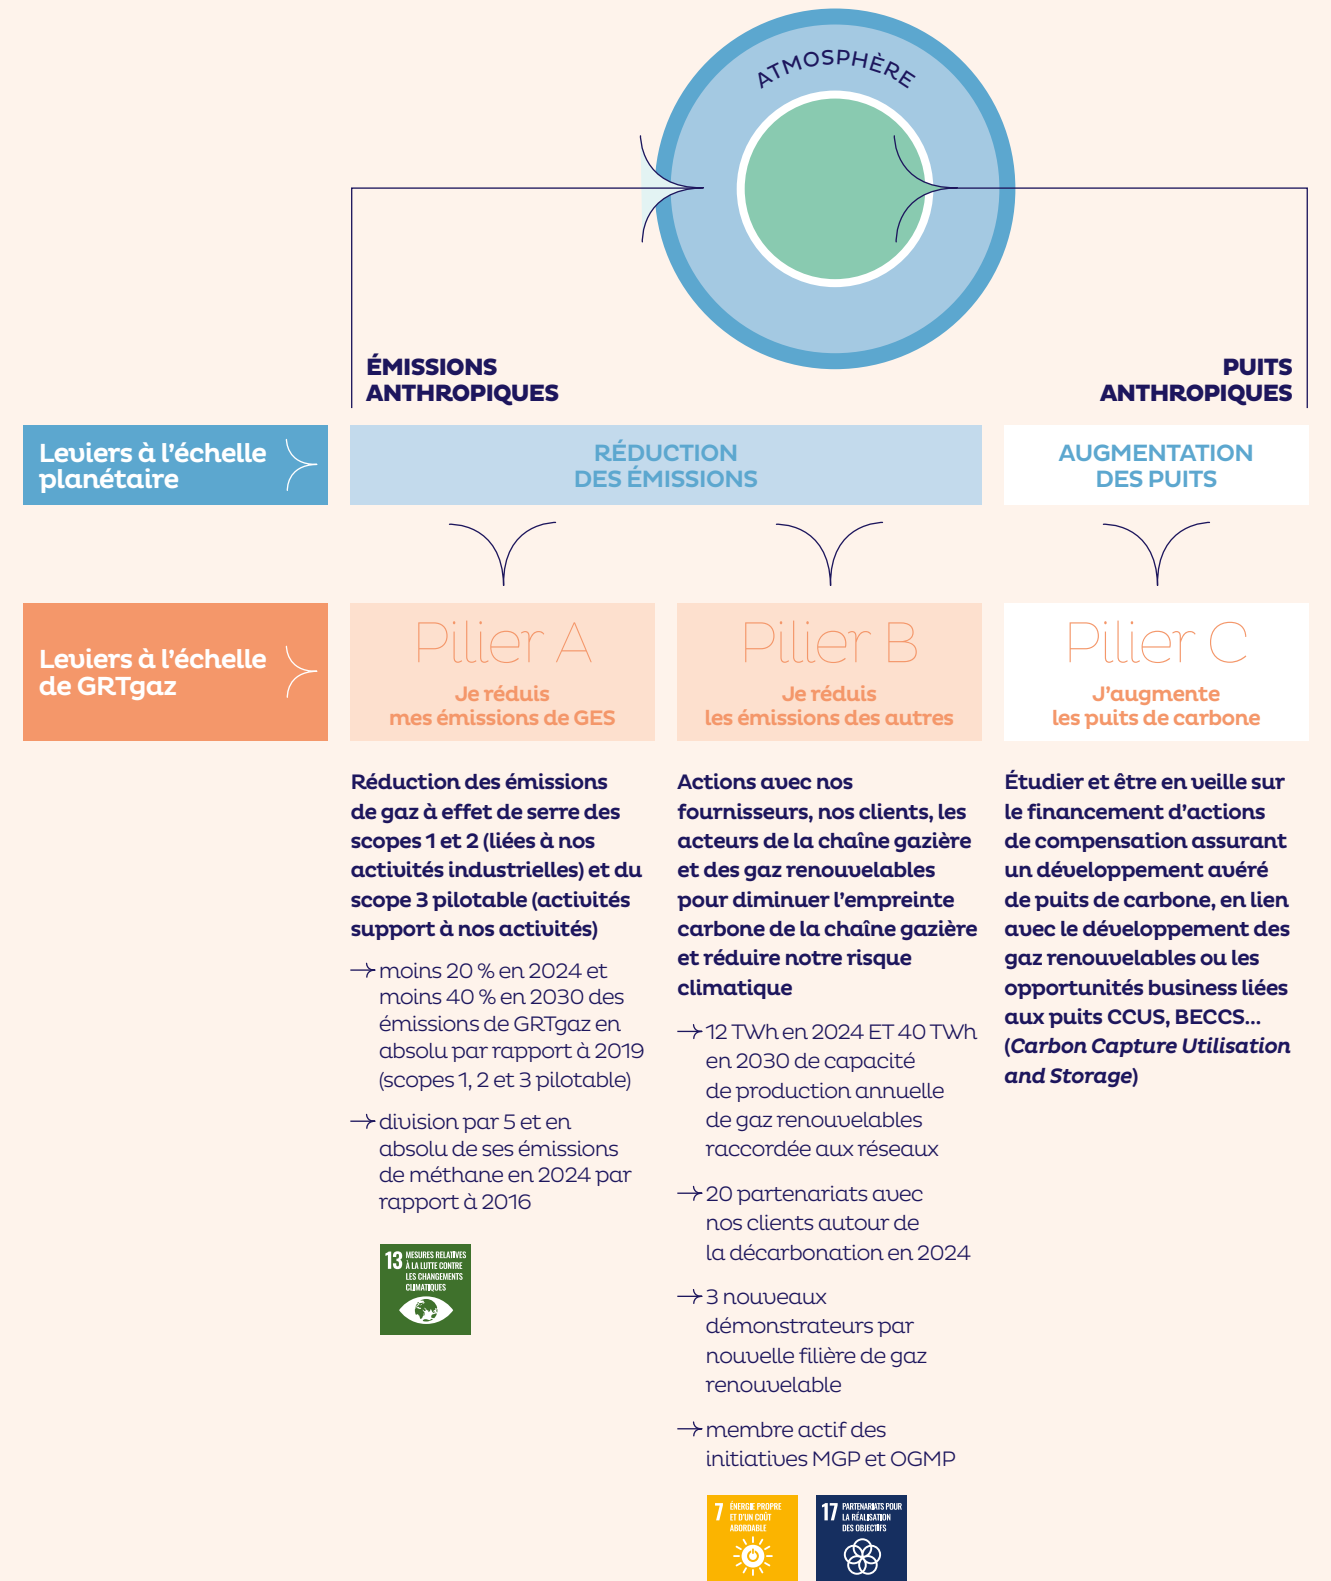 ATMOSPHÈRE
ÉMISSIONS
ANTHROPIQUES
PUITS
ANTHROPIQUES
Leviers à l'échelle
planétaire
RÉDUCTION
DES ÉMISSIONS
AUGMENTATION
DES PUITS
Leviers à l'échelle
de GRTgaz
Pilier A
Je réduis
mes émissions de GES
Pilier B
Je réduis
les émissions des autres
Pilier C
J'augmente
les puits de carbone
Réduction des émissions
de gaz à effet de serre des
scopes 1 et 2 (liées à nos
activités industrielles) et du
scope 3 pilotable (activités
support à nos activités)
→ moins 20 % en 2024 et
moins 40 % en 2030 des
émissions de GRTgaz en
absolu par rapport à 2019
(scopes 1, 2 et 3 pilotable)
→ division par 5 et en
absolu de ses émissions
de méthane en 2024 par
rapport à 2016
13 MESURES RELATIVES
À LA LUTTE CONTRE
LES CHANGEMENTS
CLIMATIQUES
Actions avec nos
fournisseurs, nos clients, les
acteurs de la chaîne gazière
et des gaz renouvelables
pour diminuer l'empreinte
carbone de la chaîne gazière
et réduire notre risque
climatique
→ 12 TWh en 2024 ET 40 TWh
en 2030 de capacité
de production annuelle
de gaz renouvelables
raccordée aux réseaux
→ 20 partenariats avec
nos clients autour de
la décarbonation en 2024
→ 3 nouveaux
démonstrateurs par
nouvelle filière de gaz
renouvelable
→ membre actif des
initiatives MGP et OGMP
7 ÉNERGIE PROPRE
ET D'UN COÛT
ABORDABLE
17 PARTENARIATS POUR
LA RÉALISATION
DES OBJECTIFS
Étudier et être en veille sur
le financement d'actions
de compensation assurant
un développement avéré
de puits de carbone, en lien
avec le développement des
gaz renouvelables ou les
opportunités business liées
aux puits CCUS, BECCS...
(Carbon Capture Utilisation
and Storage)